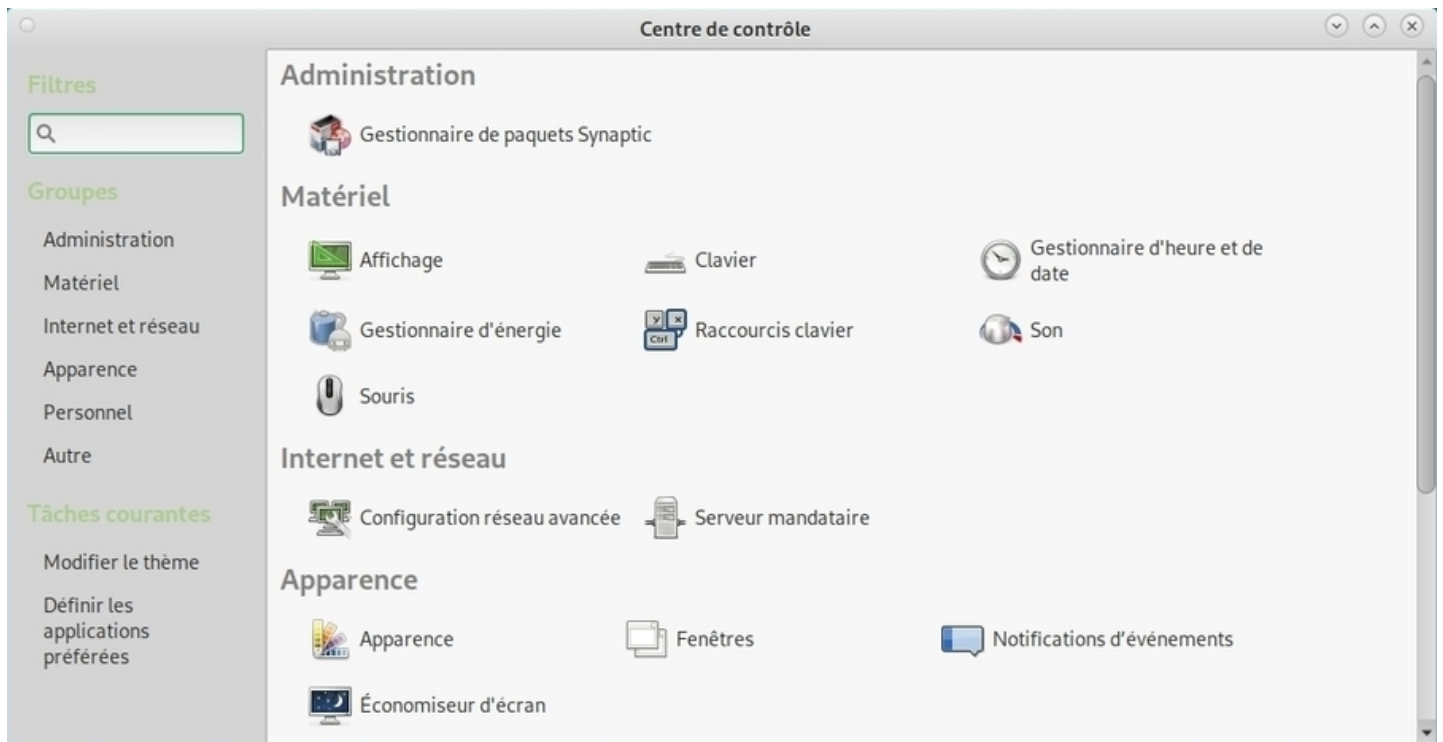 Centre de contrôle
Filtres
Groupes
Administration
Matériel
Internet et réseau
Apparence
Personnel
Autre
Tâches courantes
Modifier le thème
Définir les
applications
préférées
Administration
Gestionnaire de paquets Synaptic
Matériel
Affichage
Clavier
Gestionnaire d'heure et de
date
Gestionnaire d'énergie
Y X
Ctrl
Raccourcis clavier
Son
Souris
Internet et réseau
Configuration réseau avancée
Serveur mandataire
Apparence
Apparence
Fenêtres
Notifications d’événements
Économiseur d'écran